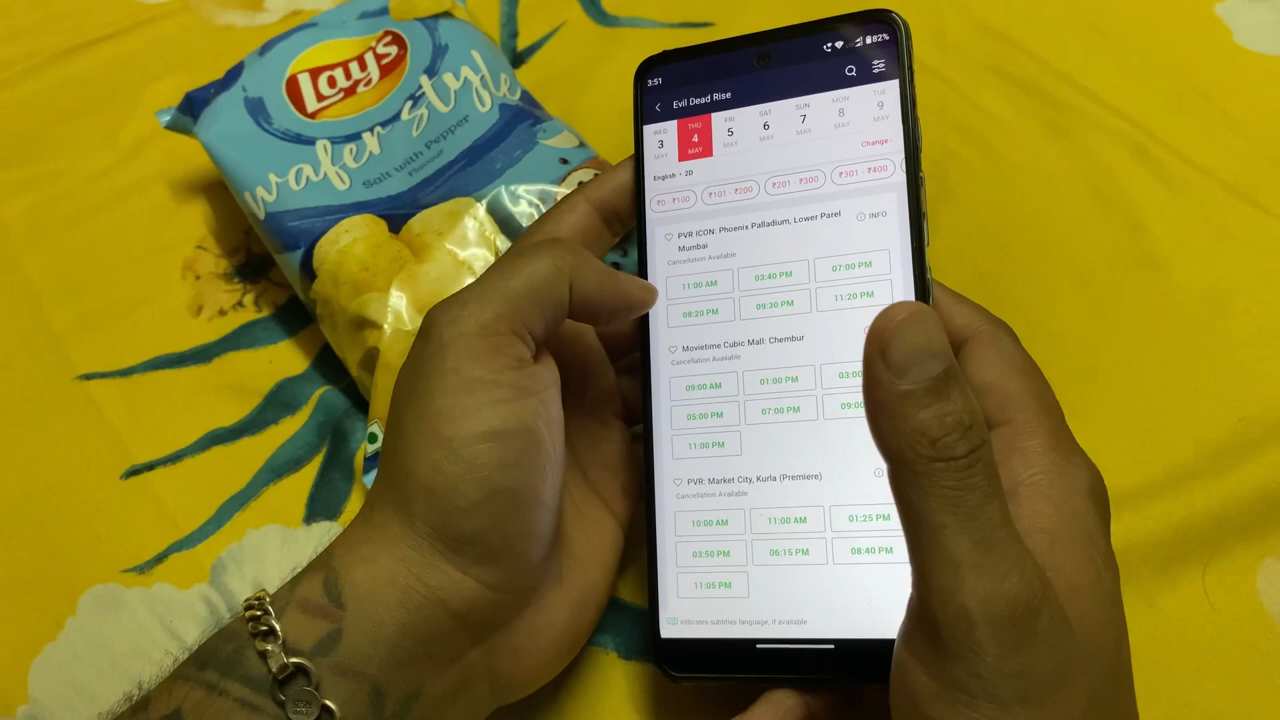 Lay's
wafer style
Salt with Pepper
Flavour
3:51
82%
Evil Dead Rise
WED THU FRI SAT SUN MON TUE
3 4 5 6 7 8 9
MAY MAY MAY MAY MAY MAY MAY
Change ›
English • 2D
₹0 - ₹100 ₹101 - ₹200 ₹201 - ₹300 ₹301 - ₹400
PVR ICON: Phoenix Palladium, Lower Parel
Mumbai
INFO
Cancellation Available
11:00 AM 03:40 PM 07:00 PM
08:20 PM 09:30 PM 11:20 PM
Movietime Cubic Mall: Chembur
Cancellation Available
09:00 AM 01:00 PM 03:00
05:00 PM 07:00 PM 09:00
11:00 PM
PVR: Market City, Kurla (Premiere)
Cancellation Available
10:00 AM 11:00 AM 01:25 PM
03:50 PM 06:15 PM 08:40 PM
11:05 PM
indicates subtitles language, if available